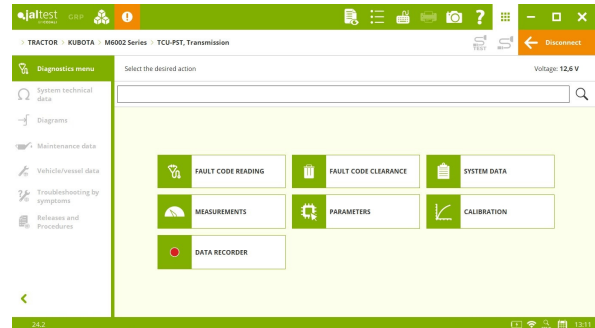 jaltest GRP
TRACTOR > KUBOTA > M6002 Series > TCU-PST, Transmission
TEST
Disconnect
Diagnostics menu
Select the desired action
Voltage: 12,6 V
System technical
data
Diagrams
Maintenance data
Vehicle/vessel data
Troubleshooting by
symptoms
Releases and
Procedures
FAULT CODE READING
FAULT CODE CLEARANCE
SYSTEM DATA
MEASUREMENTS
PARAMETERS
CALIBRATION
DATA RECORDER
24.2
13:11